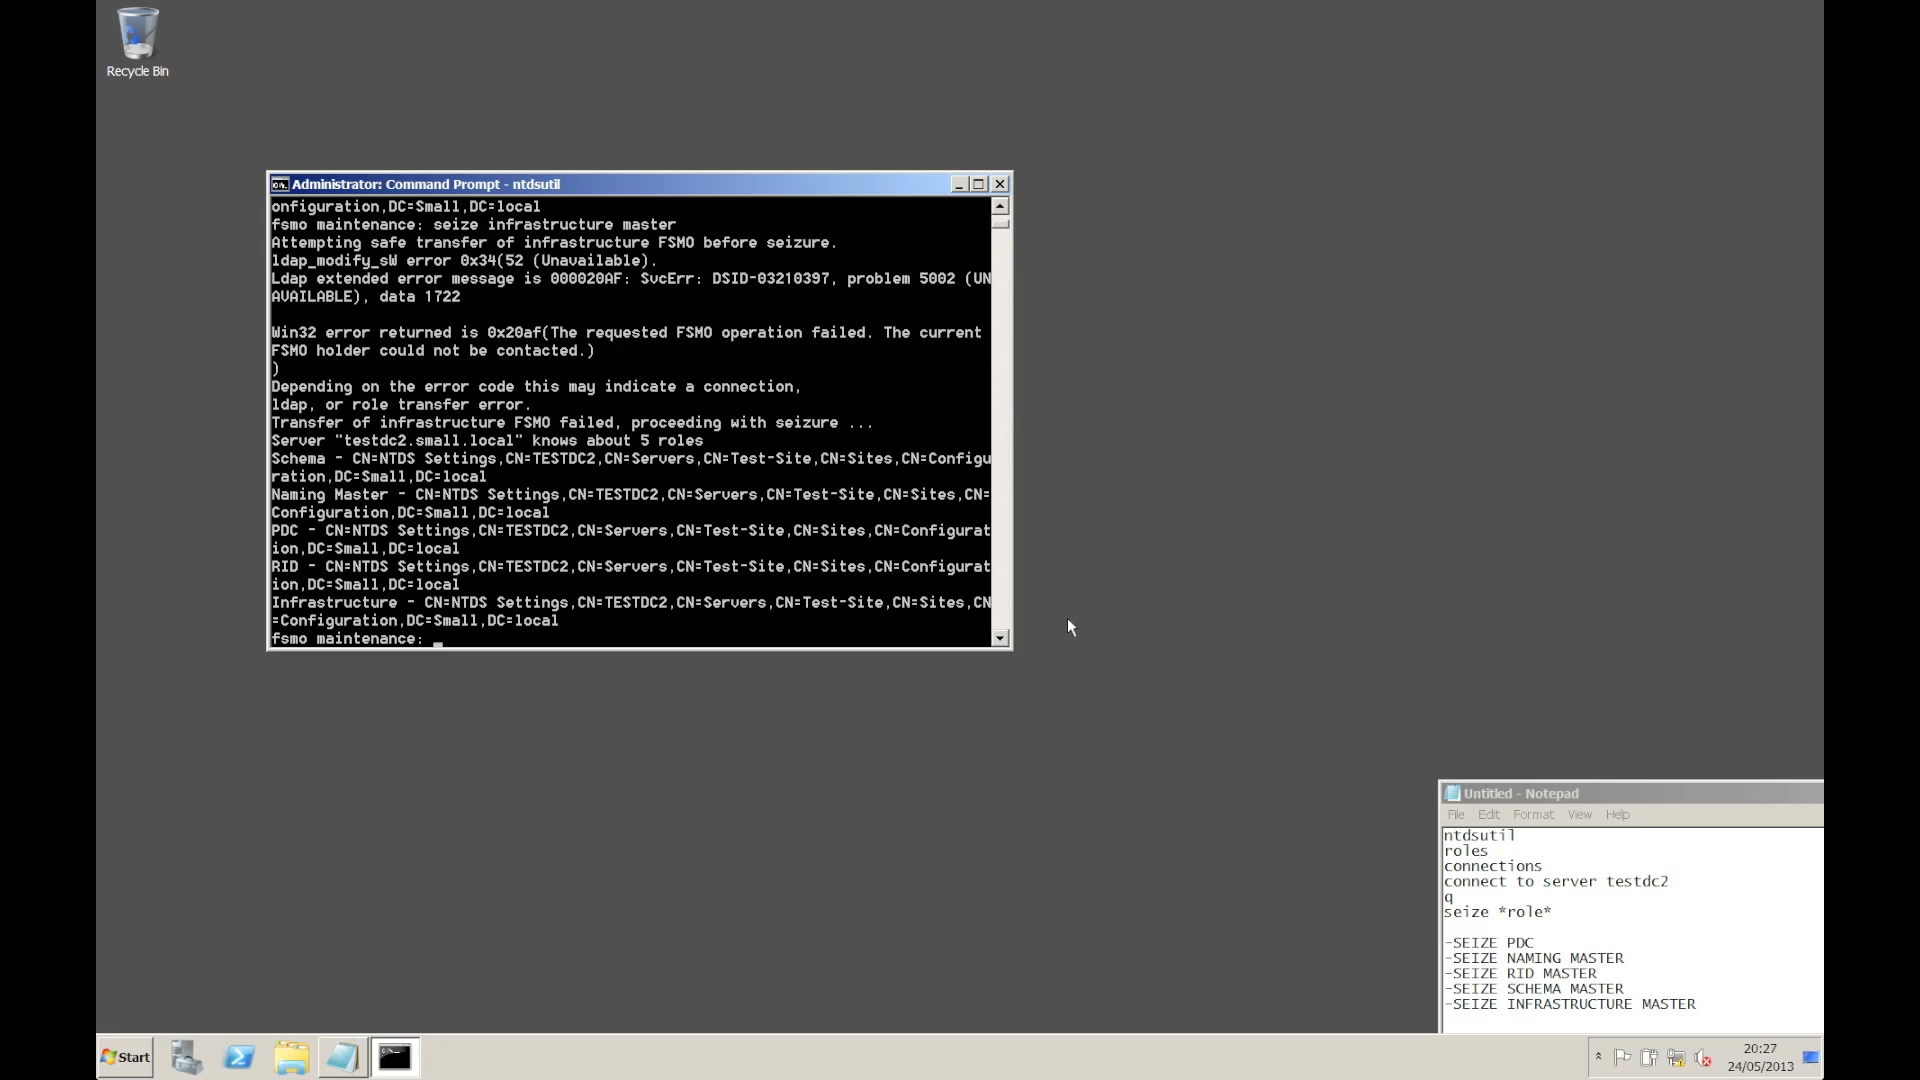 Recycle Bin
Administrator: Command Prompt - ntdsutil
onfiguration,DC=Small,DC=local
fsmo maintenance: seize infrastructure master
Attempting safe transfer of infrastructure FSMO before seizure.
ldap_modify_sW error 0x34(52 (Unavailable).
Ldap extended error message is 000020AF: SvcErr: DSID-03210397, problem 5002 (UN
AVAILABLE), data 1722
Win32 error returned is 0x20af(The requested FSMO operation failed. The current
FSMO holder could not be contacted.)
)
Depending on the error code this may indicate a connection,
ldap, or role transfer error.
Transfer of infrastructure FSMO failed, proceeding with seizure ...
Server "testdc2.small.local" knows about 5 roles
Schema - CN=NTDS Settings,CN=TESTDC2,CN=Servers,CN=Test-Site,CN=Sites,CN=Configu
ration,DC=Small,DC=local
Naming Master - CN=NTDS Settings,CN=TESTDC2,CN=Servers,CN=Test-Site,CN=Sites,CN=
Configuration,DC=Small,DC=local
PDC - CN=NTDS Settings,CN=TESTDC2,CN=Servers,CN=Test-Site,CN=Sites,CN=Configurat
ion,DC=Small,DC=local
RID - CN=NTDS Settings,CN=TESTDC2,CN=Servers,CN=Test-Site,CN=Sites,CN=Configurat
ion,DC=Small,DC=local
Infrastructure - CN=NTDS Settings,CN=TESTDC2,CN=Servers,CN=Test-Site,CN=Sites,CN
=Configuration,DC=Small,DC=local
fsmo maintenance:
Untitled - Notepad
File Edit Format View Help
ntdsutil
roles
connections
connect to server testdc2
q
seize *role*
-SEIZE PDC
-SEIZE NAMING MASTER
-SEIZE RID MASTER
-SEIZE SCHEMA MASTER
-SEIZE INFRASTRUCTURE MASTER
Start
20:27
24/05/2013